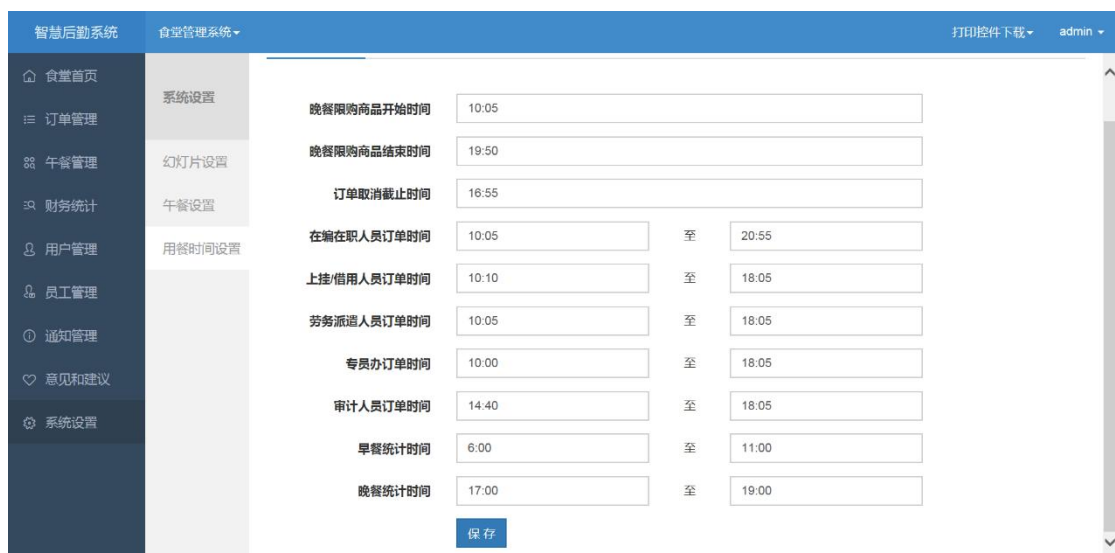 智慧后勤系统 食堂管理系统 打印控件下载 admin
食堂首页
订单管理
午餐管理
财务统计
用户管理
员工管理
通知管理
意见和建议
系统设置
系统设置
幻灯片设置
午餐设置
用餐时间设置
晚餐限购商品开始时间 10:05
晚餐限购商品结束时间 19:50
订单取消截止时间 16:55
在编在职人员订单时间 10:05 至 20:55
上挂/借用人员订单时间 10:10 至 18:05
劳务派遣人员订单时间 10:05 至 18:05
专员办订单时间 10:00 至 18:05
审计人员订单时间 14:40 至 18:05
早餐统计时间 6:00 至 11:00
晚餐统计时间 17:00 至 19:00
保存